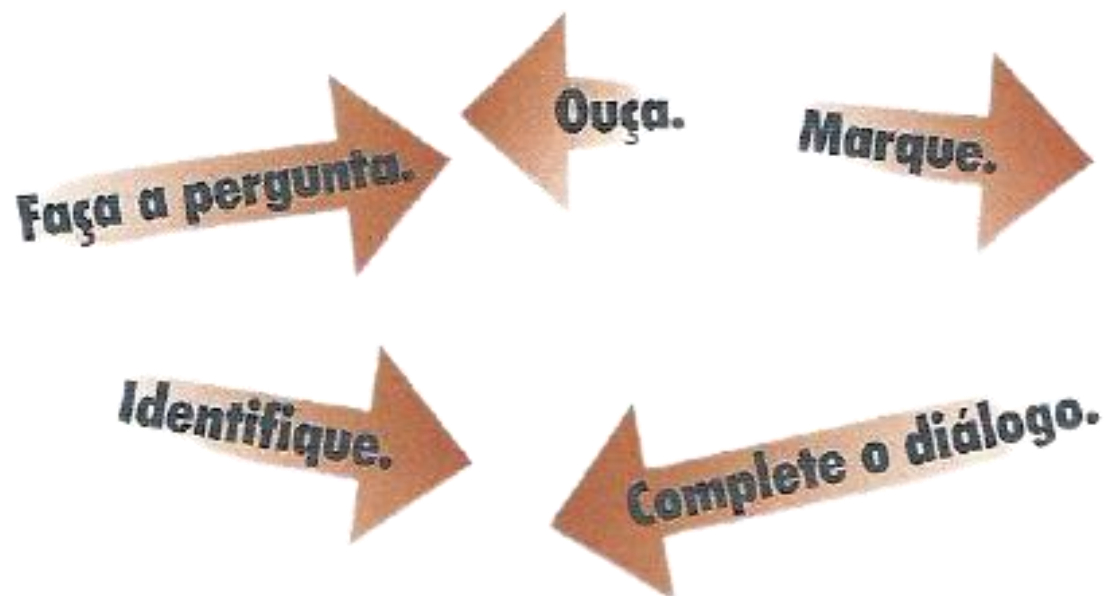 Faça a pergunta.
Ouça.
Marque.
Identifique.
Complete o diálogo.